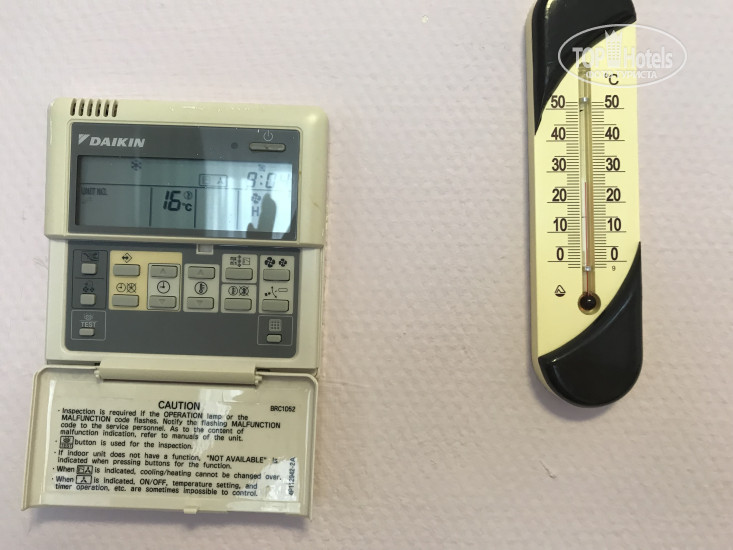 DAIKIN
UNIT No.
16 °C
H
TEST
CAUTION
BRC1D52
· Inspection is required if the OPERATION lamp or the
MALFUNCTION code flashes. Notify the flashing MALFUNCTION
code to the service personnel. As to the content of
malfunction indication, refer to manuals of the unit.
· button is used for the inspection.
· If indoor unit does not have a function, "NOT AVAILABLE" is
indicated when pressing buttons for the function.
· When is indicated, cooling/heating cannot be changed over.
· When is indicated, ON/OFF, temperature setting, and
timer operation, etc. are sometimes impossible to control.
TOP Hotels
°C
50 50
40 40
30 30
20 20
10 10
0 0
9